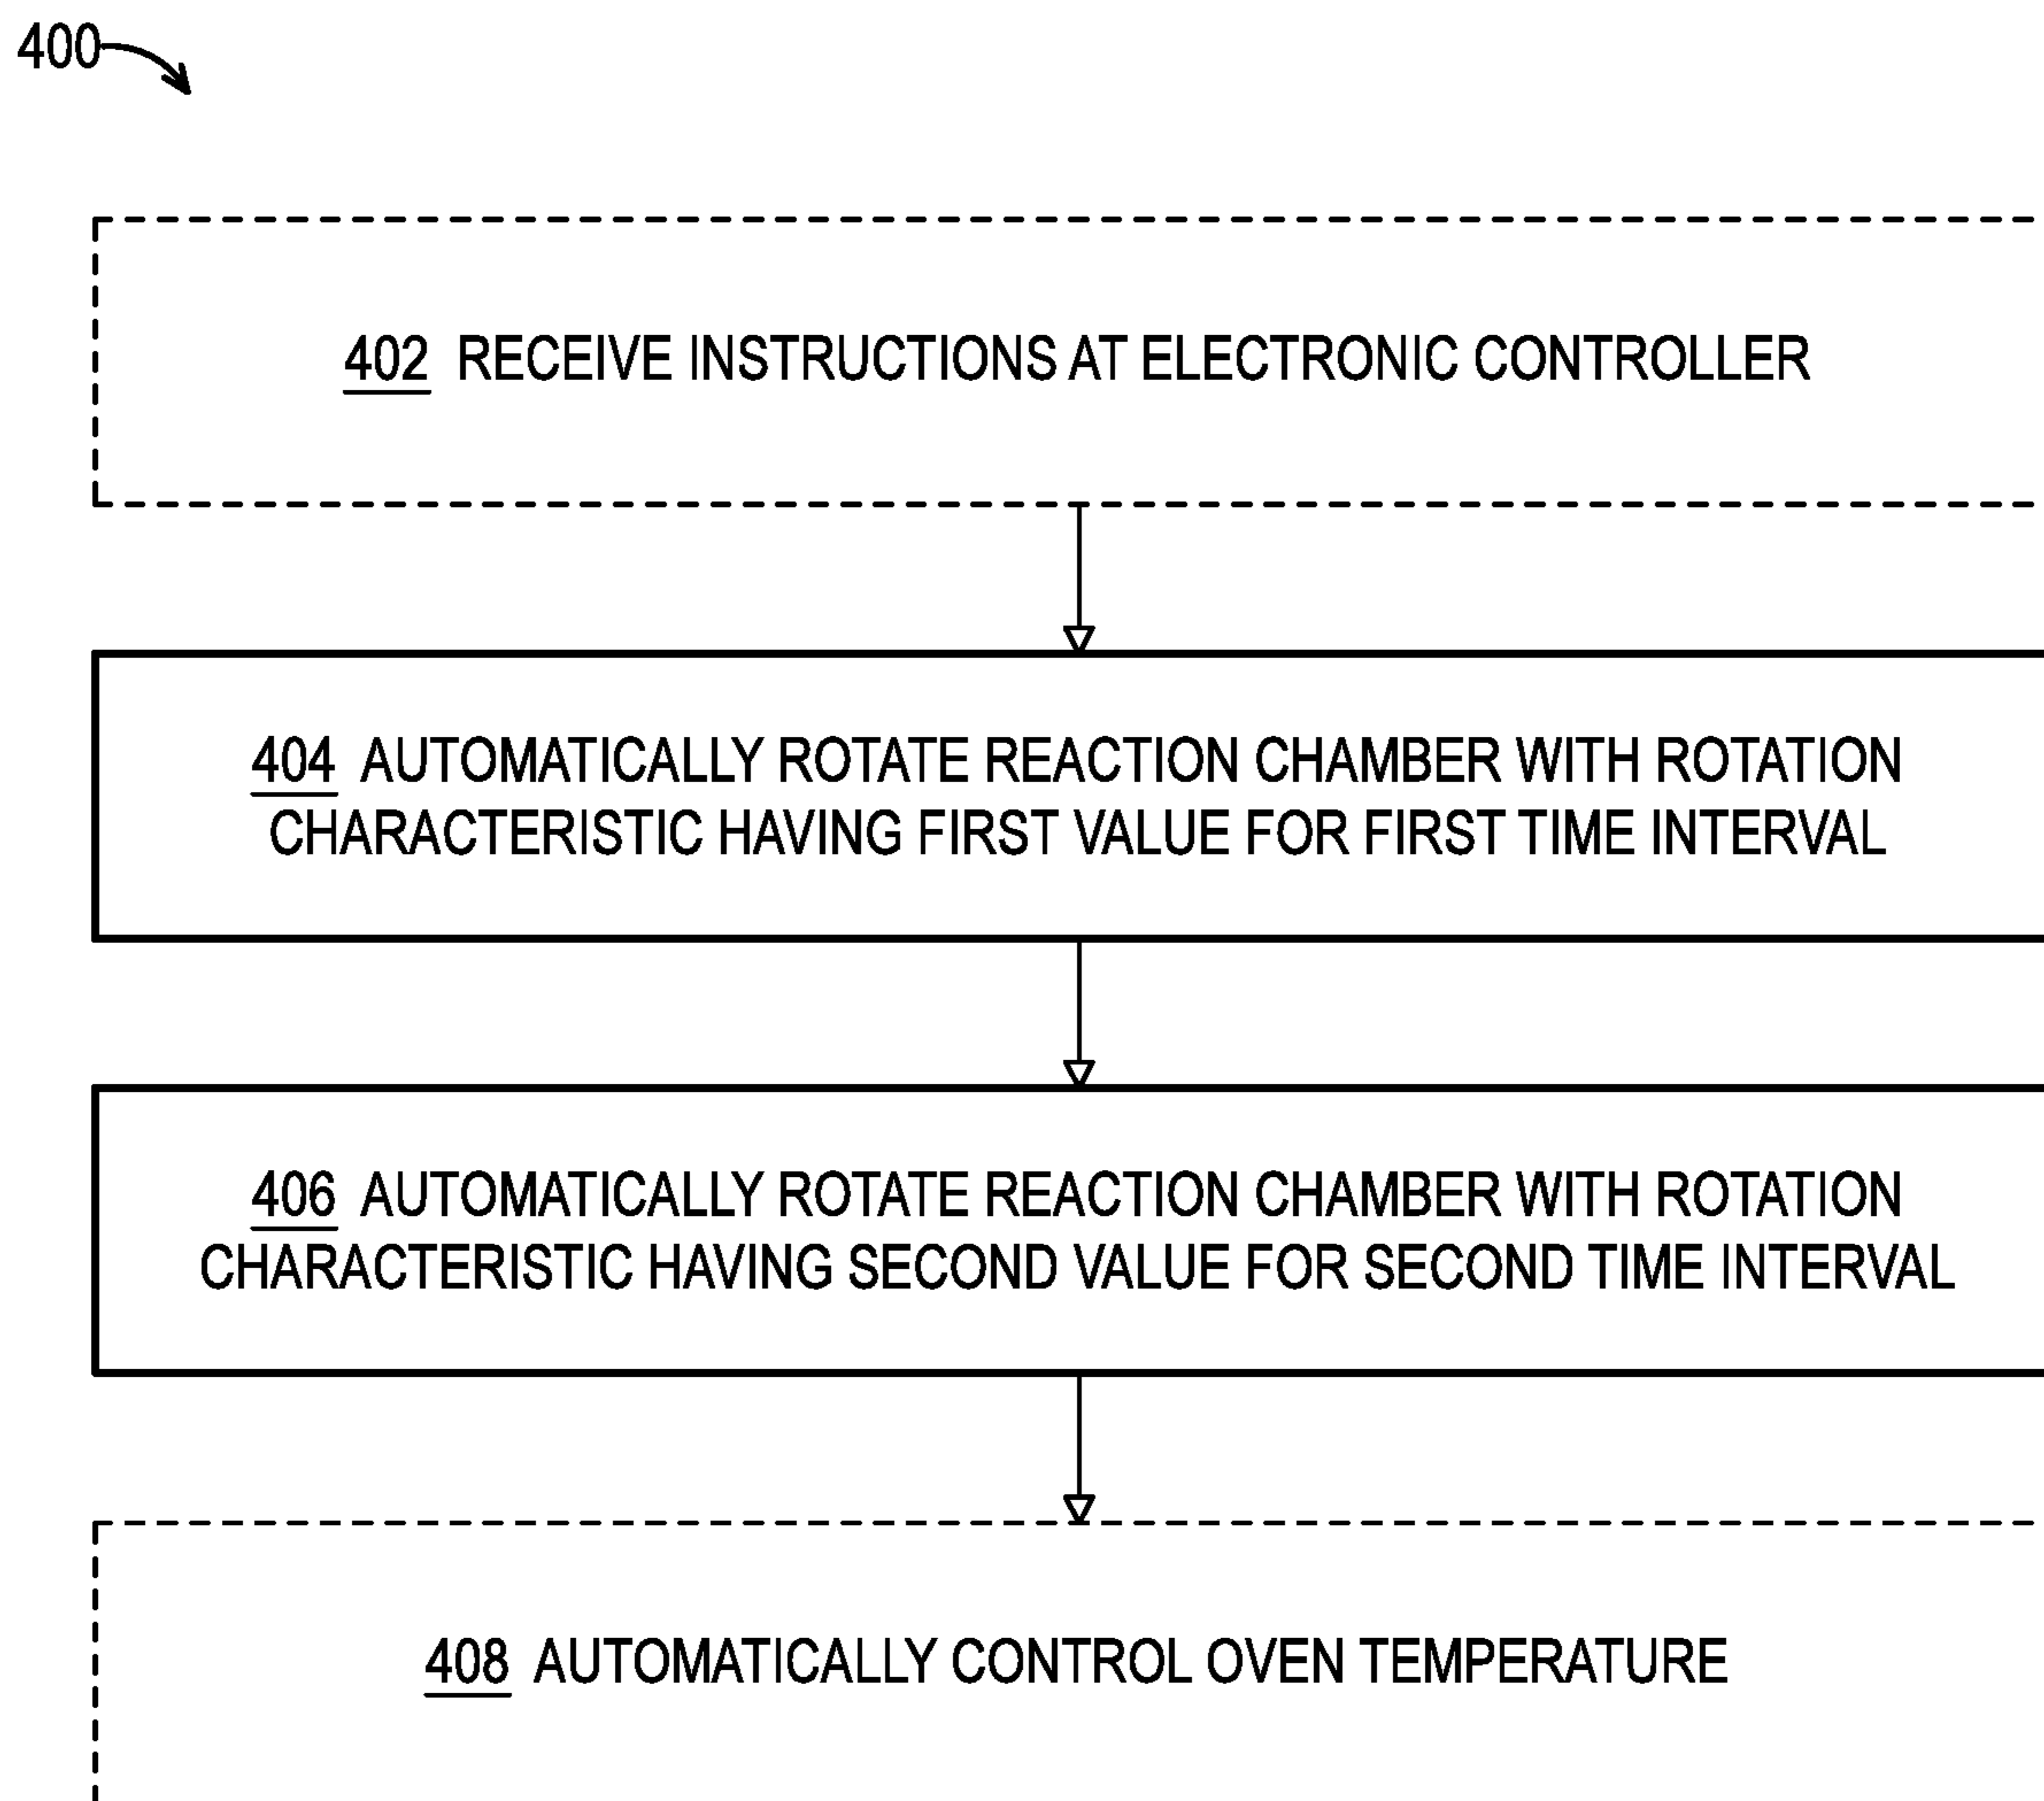 400
402 RECEIVE INSTRUCTIONS AT ELECTRONIC CONTROLLER
404 AUTOMATICALLY ROTATE REACTION CHAMBER WITH ROTATION
CHARACTERISTIC HAVING FIRST VALUE FOR FIRST TIME INTERVAL
406 AUTOMATICALLY ROTATE REACTION CHAMBER WITH ROTATION
CHARACTERISTIC HAVING SECOND VALUE FOR SECOND TIME INTERVAL
408 AUTOMATICALLY CONTROL OVEN TEMPERATURE